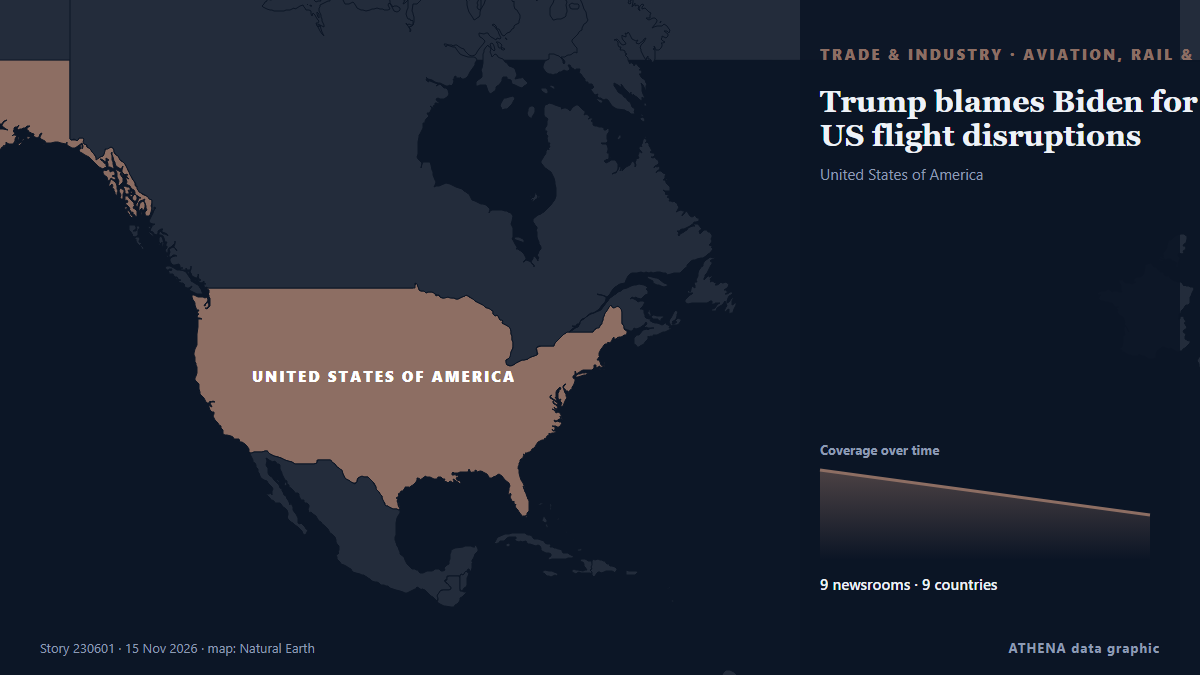 TRADE & INDUSTRY · AVIATION, RAIL &
Trump blames Biden for
US flight disruptions
United States of America
UNITED STATES OF AMERICA
Coverage over time
9 newsrooms · 9 countries
Story 230601 · 15 Nov 2026 · map: Natural Earth
ATHENA data graphic